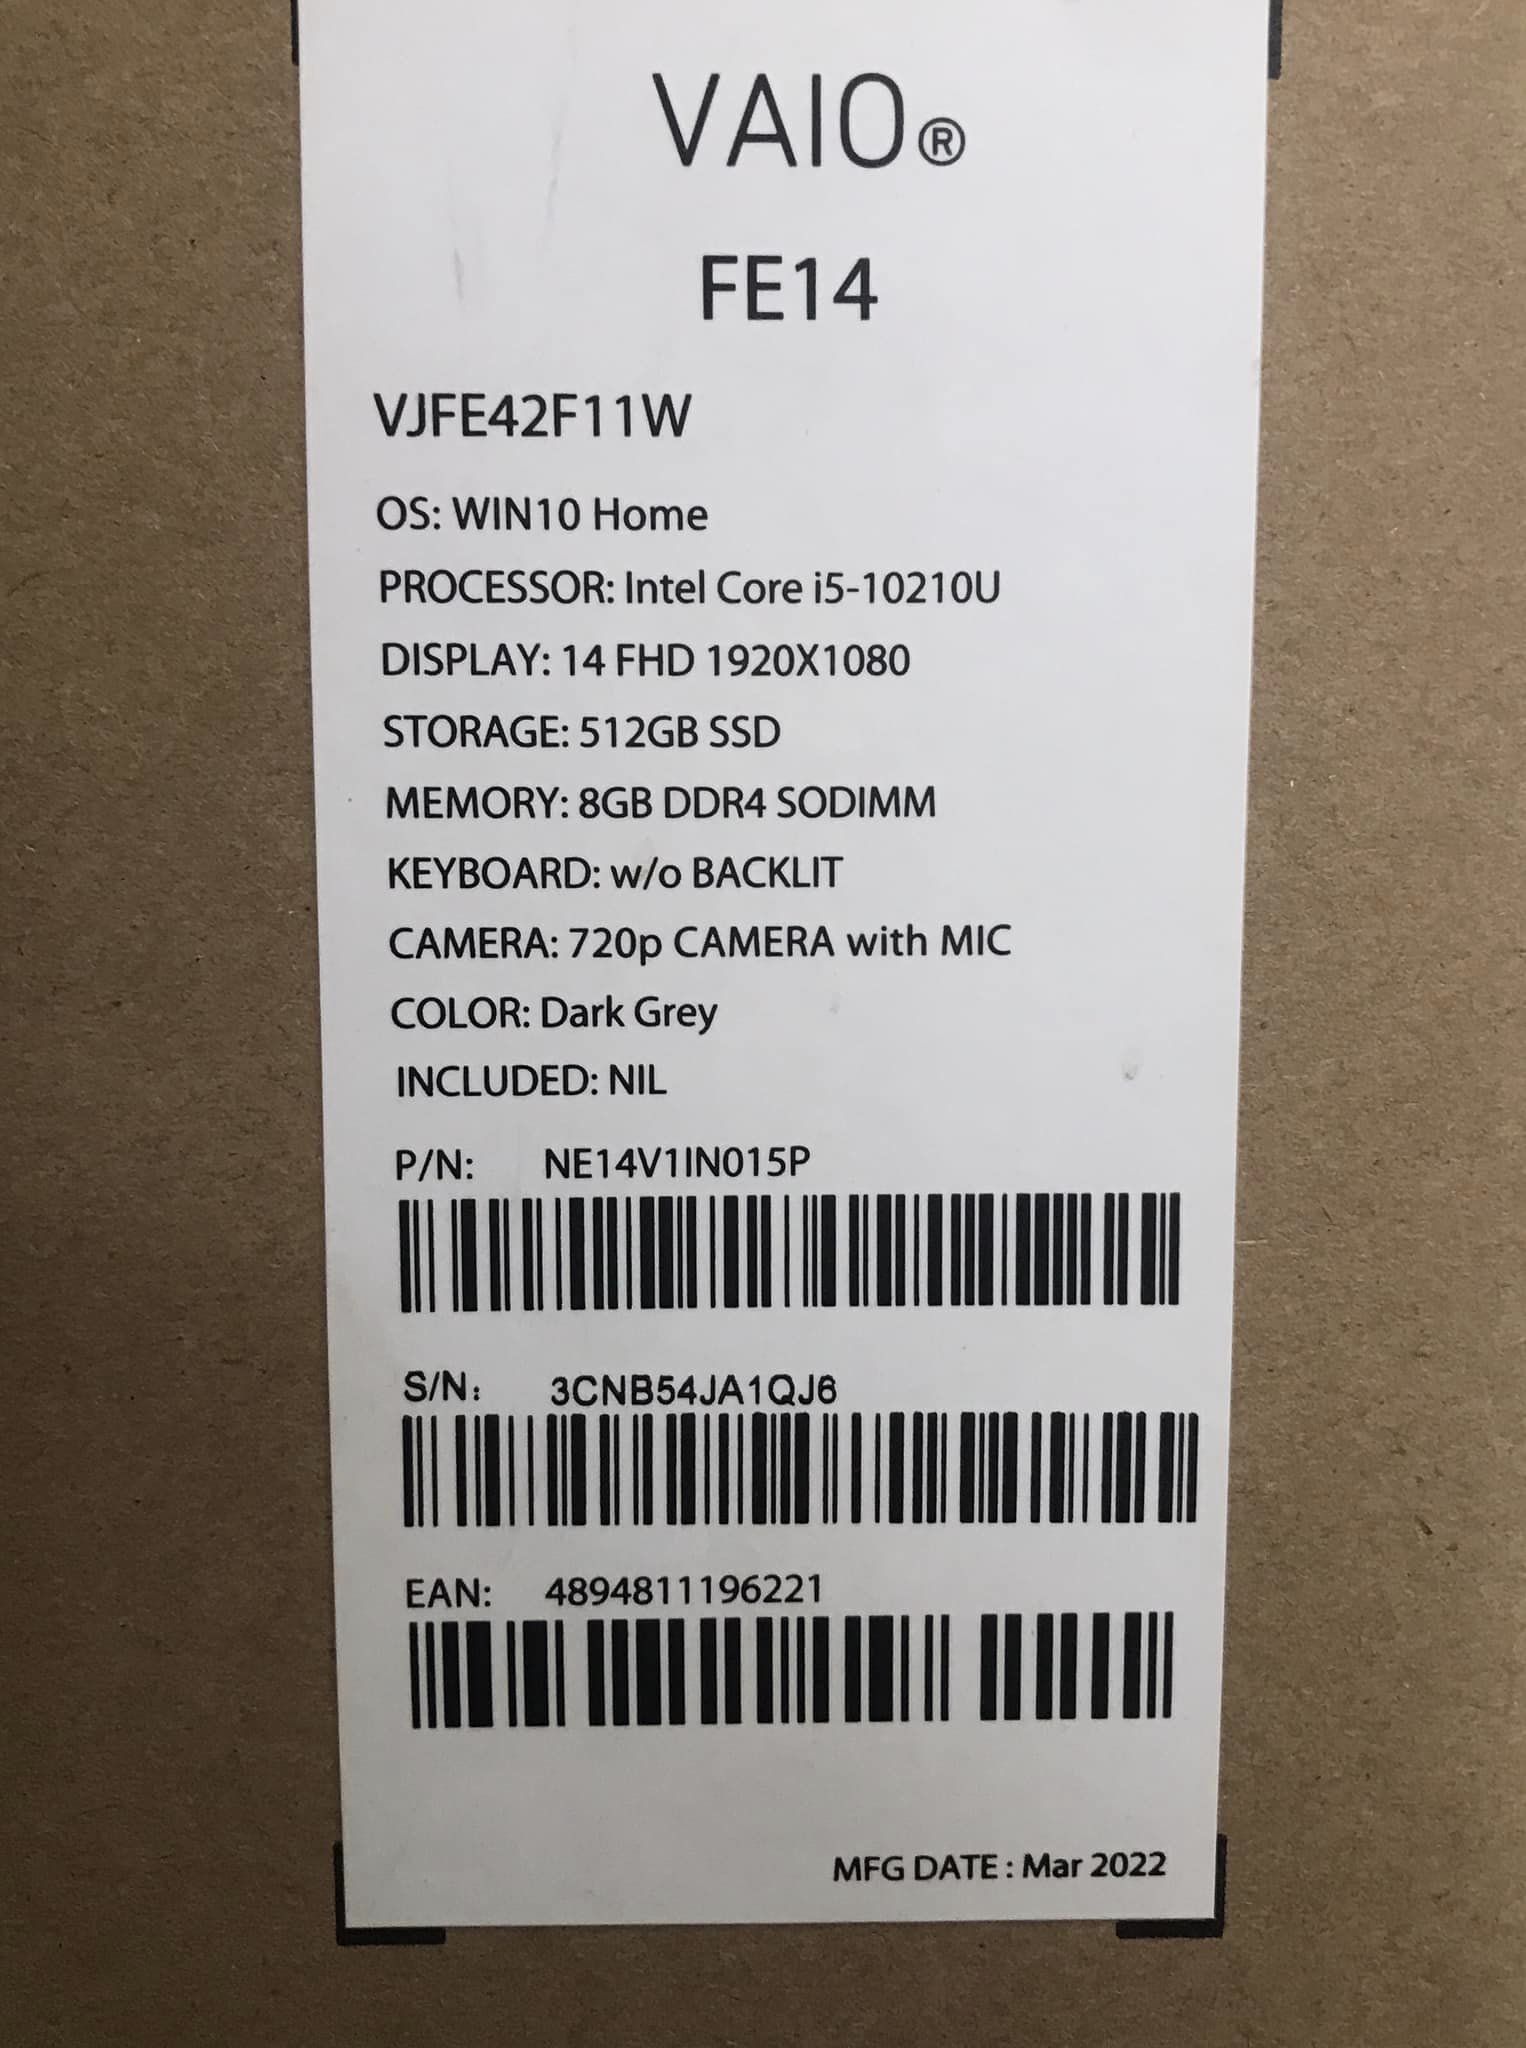 VAIO®
FE14
VJFE42F11W
OS: WIN10 Home
PROCESSOR: Intel Core i5-10210U
DISPLAY: 14 FHD 1920X1080
STORAGE: 512GB SSD
MEMORY: 8GB DDR4 SODIMM
KEYBOARD: w/o BACKLIT
CAMERA: 720p CAMERA with MIC
COLOR: Dark Grey
INCLUDED: NIL
P/N: NE14V1IN015P
S/N: 3CNB54JA1QJ6
EAN: 4894811196221
MFG DATE : Mar 2022